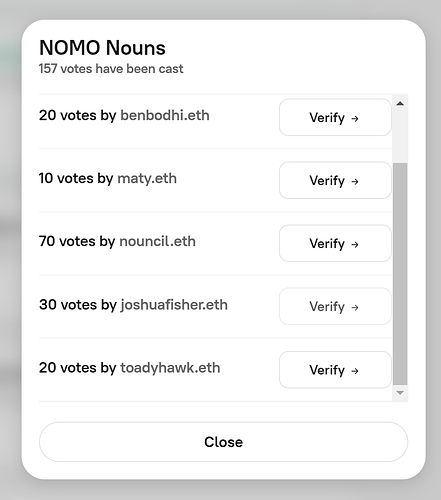 NOMO Nouns
157 votes have been cast
20 votes by benbodhi.eth Verify →
10 votes by maty.eth Verify →
70 votes by nouncil.eth Verify →
30 votes by joshuafisher.eth Verify →
20 votes by toadyhawk.eth Verify →
Close